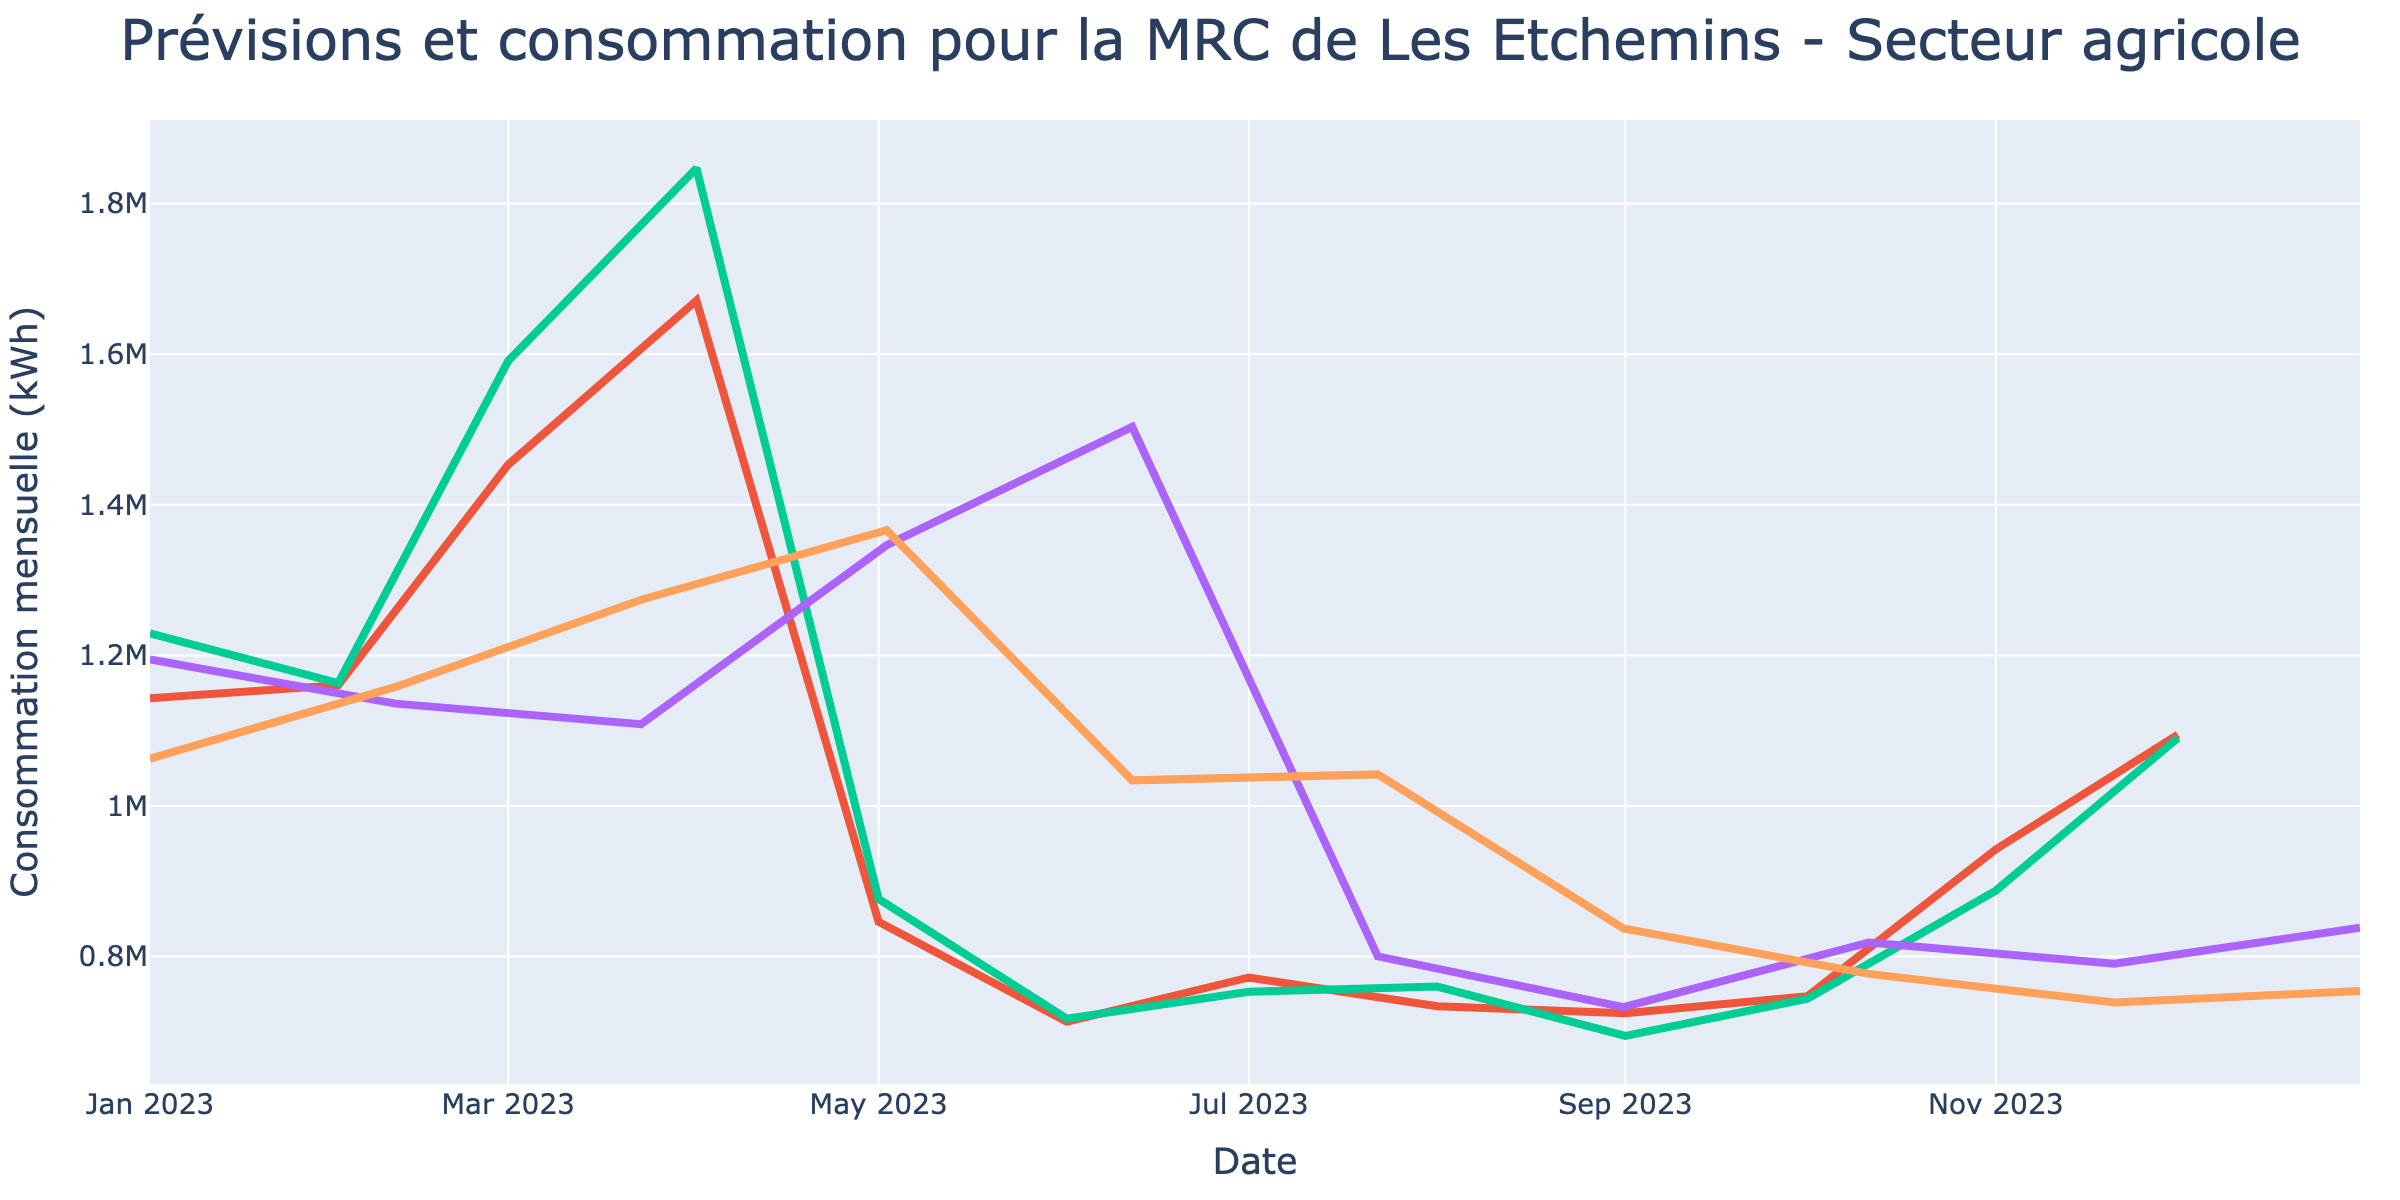 Prévisions et consommation pour la MRC de Les Etchemins - Secteur agricole
Consommation mensuelle (kWh)
1.8M
1.6M
1.4M
1.2M
1M
0.8M
Jan 2023
Mar 2023
May 2023
Jul 2023
Sep 2023
Nov 2023
Date